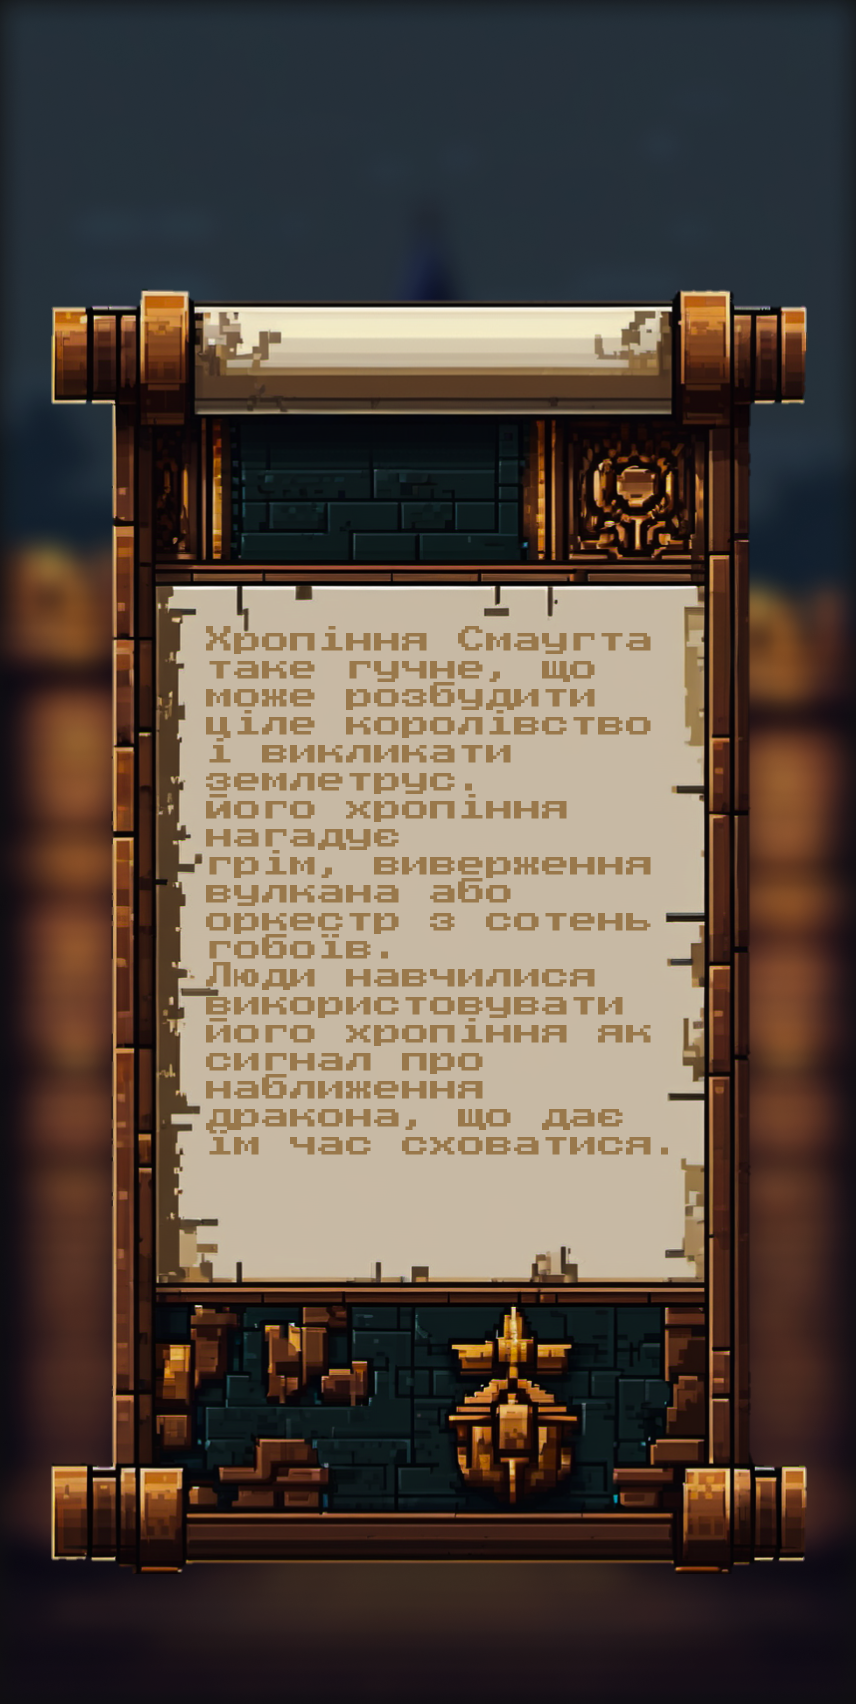 Хропіння Смаугта
таке гучне, що
може розбудити
ціле королівство
і викликати
землетрус.
його хропіння
нагадує
грім, виверження
вулкана або
оркестр з сотень
гобоїв.
Люди навчилися
використовувати
його хропіння як
сигнал про
наближення
дракона, що дає
їм час сховатися.